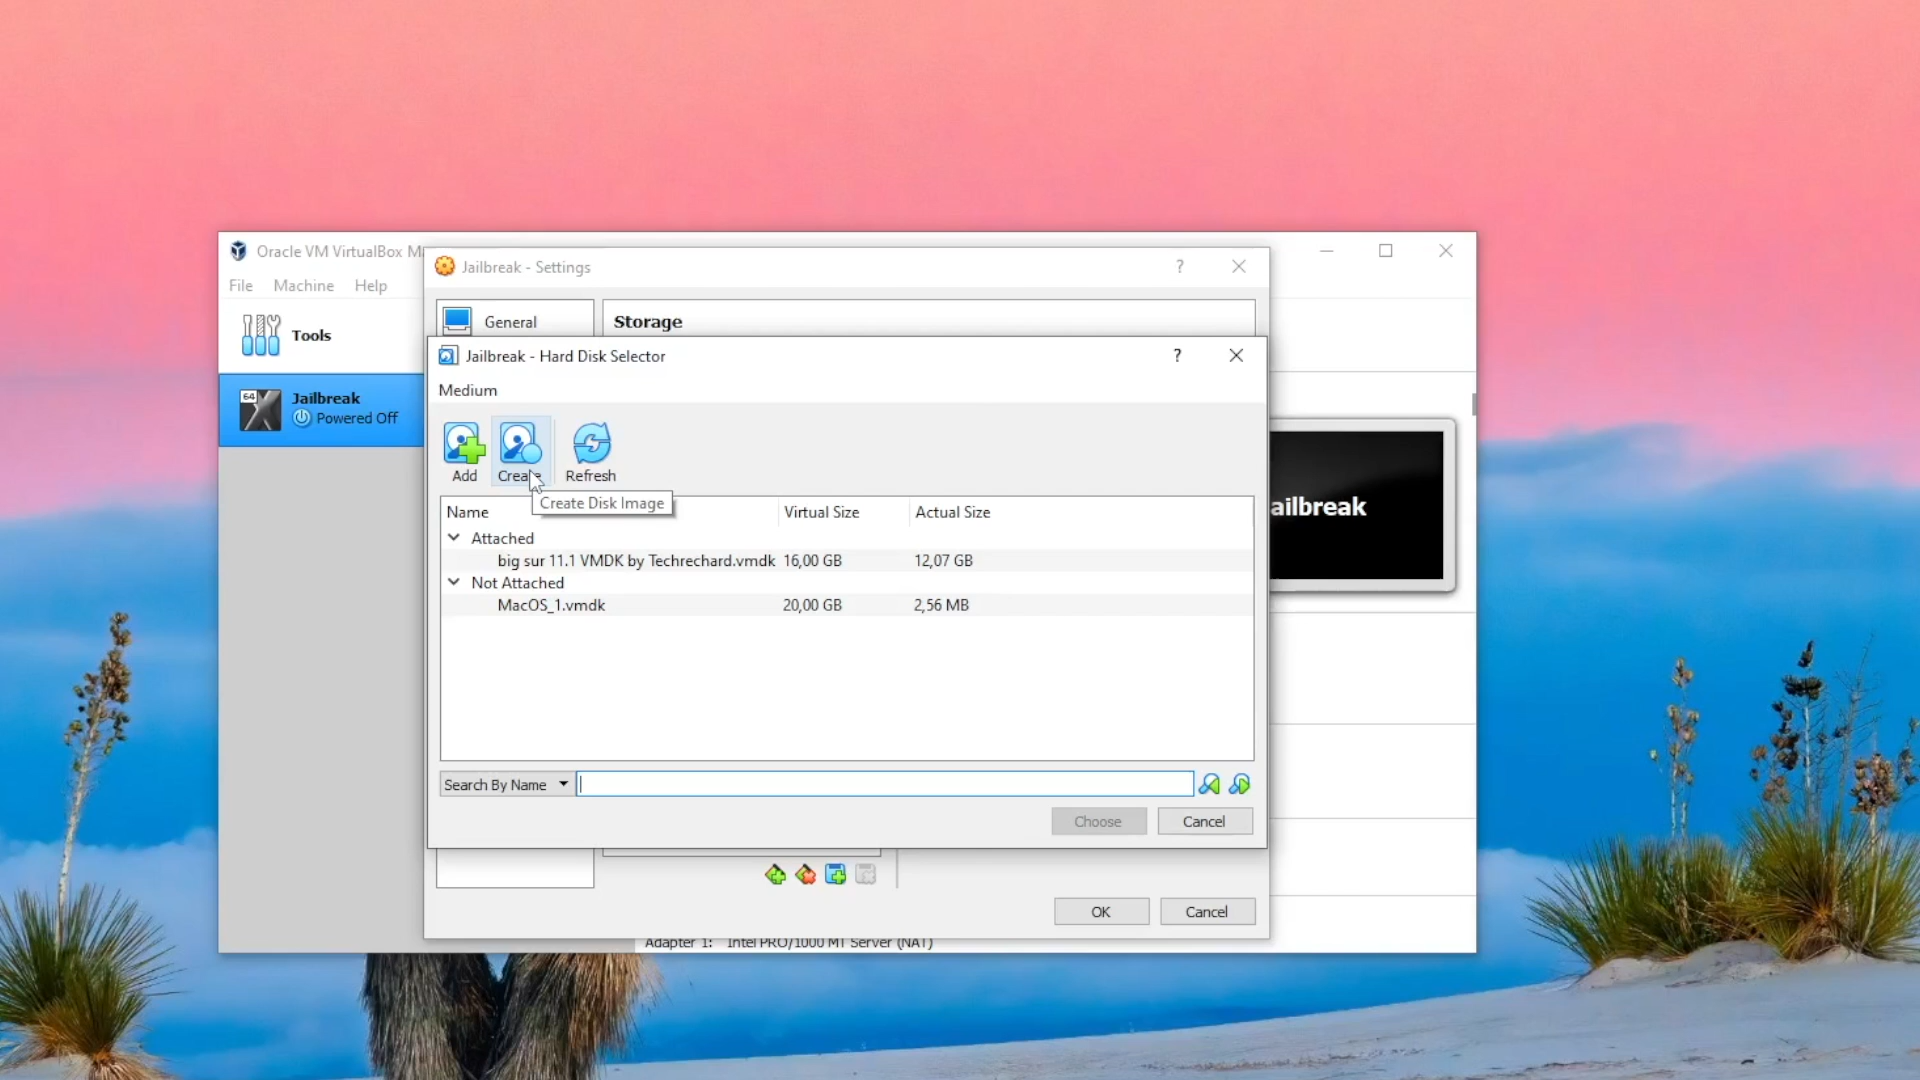 Oracle VM VirtualBox Ma
File Machine Help
Tools
64
Jailbreak
Powered Off
Jailbreak - Settings
?
General
Storage
Jailbreak - Hard Disk Selector
?
Medium
Add
Create
Refresh
Create Disk Image
Name
Virtual Size
Actual Size
Attached
big sur 11.1 VMDK by Techrechard.vmdk 16,00 GB 12,07 GB
Not Attached
MacOS_1.vmdk 20,00 GB 2,56 MB
ailbreak
Search By Name
Choose
Cancel
OK
Cancel
Adapter 1: Intel PRO/1000 MT Server (NAT)